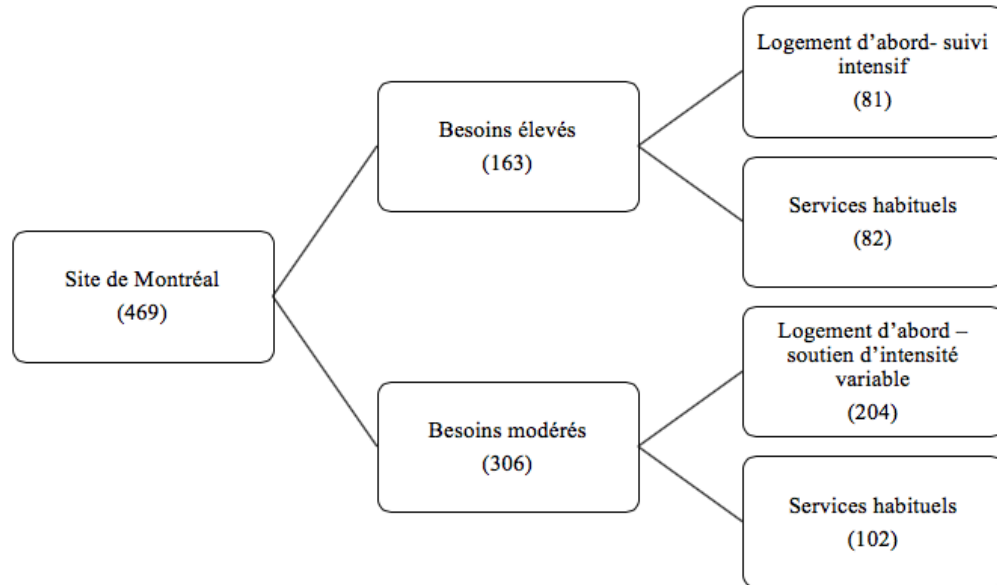 Logement d'abord- suivi
intensif
(81)
Besoins élevés
(163)
Services habituels
(82)
Site de Montréal
(469)
Logement d'abord –
soutien d'intensité
variable
(204)
Besoins modérés
(306)
Services habituels
(102)